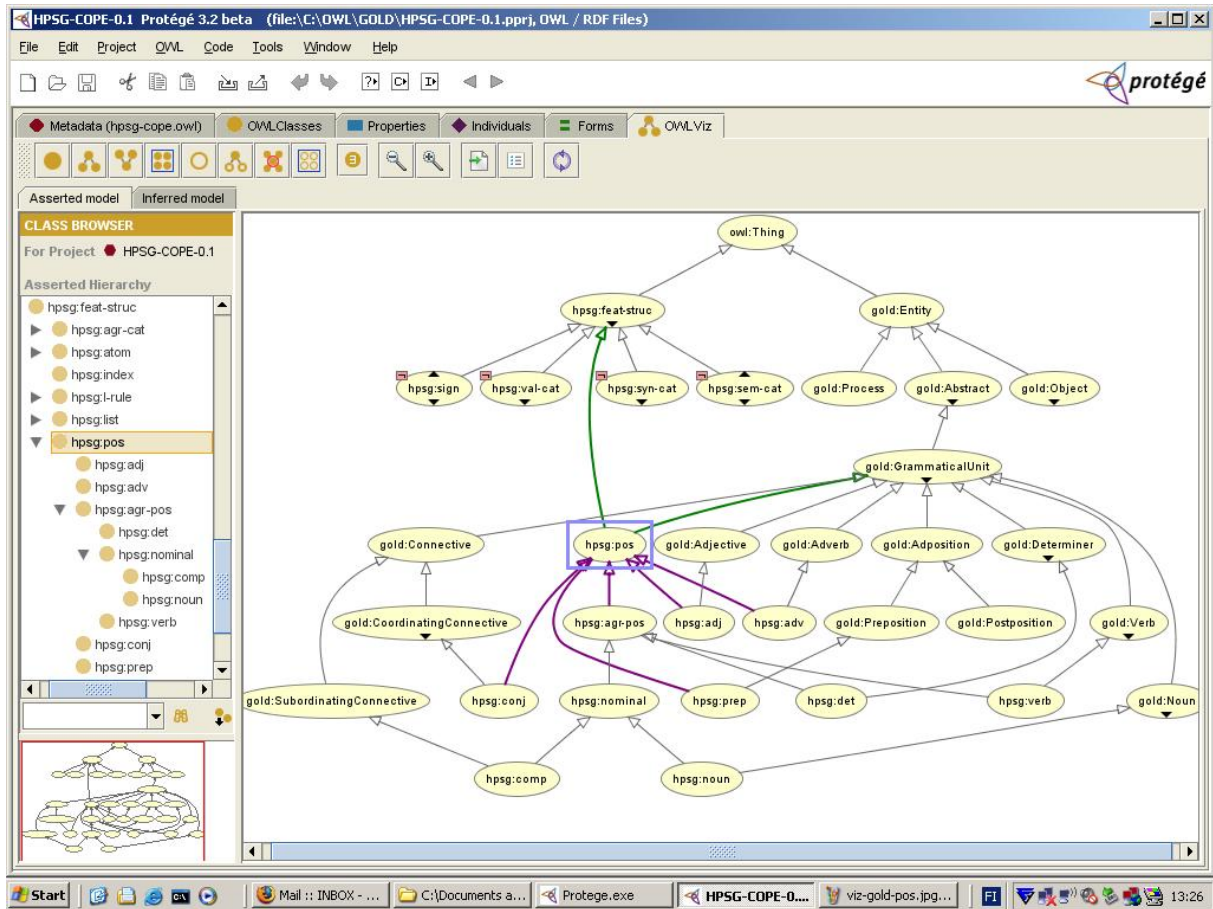 HPSG-COPE-0.1 Protégé 3.2 beta (file:\C:\OWL\GOLD\HPSG-COPE-0.1.pprj, OWL / RDF Files)
File Edit Project OWL Code Tools Window Help
protégé
Metadata (hpsg-cope.owl) OWLClasses Properties Individuals Forms OWLViz
Asserted model Inferred model
CLASS BROWSER
For Project HPSG-COPE-0.1
Asserted Hierarchy
hpsg:feat-struc
hpsg:agr-cat
hpsg:atom
hpsg:index
hpsg:l-rule
hpsg:list
hpsg:pos
hpsg:adj
hpsg:adv
hpsg:agr-pos
hpsg:det
hpsg:nominal
hpsg:comp
hpsg:noun
hpsg:verb
hpsg:conj
hpsg:prep
owl:Thing
hpsg:feat-struc gold:Entity
hpsg:sign hpsg:val-cat hpsg:syn-cat hpsg:sem-cat gold:Process gold:Abstract gold:Object
gold:GrammaticalUnit
gold:Connective hpsg:pos gold:Adjective gold:Adverb gold:Adposition gold:Determiner
gold:CoordinatingConnective hpsg:agr-pos hpsg:adj hpsg:adv gold:Preposition gold:Postposition gold:Verb
gold:SubordinatingConnective hpsg:conj hpsg:nominal hpsg:prep hpsg:det hpsg:verb gold:Noun
hpsg:comp hpsg:noun
Start Mail :: INBOX - ... C:\Documents a... Protege.exe HPSG-COPE-0.... viz-gold-pos.jpg... FI 13:26